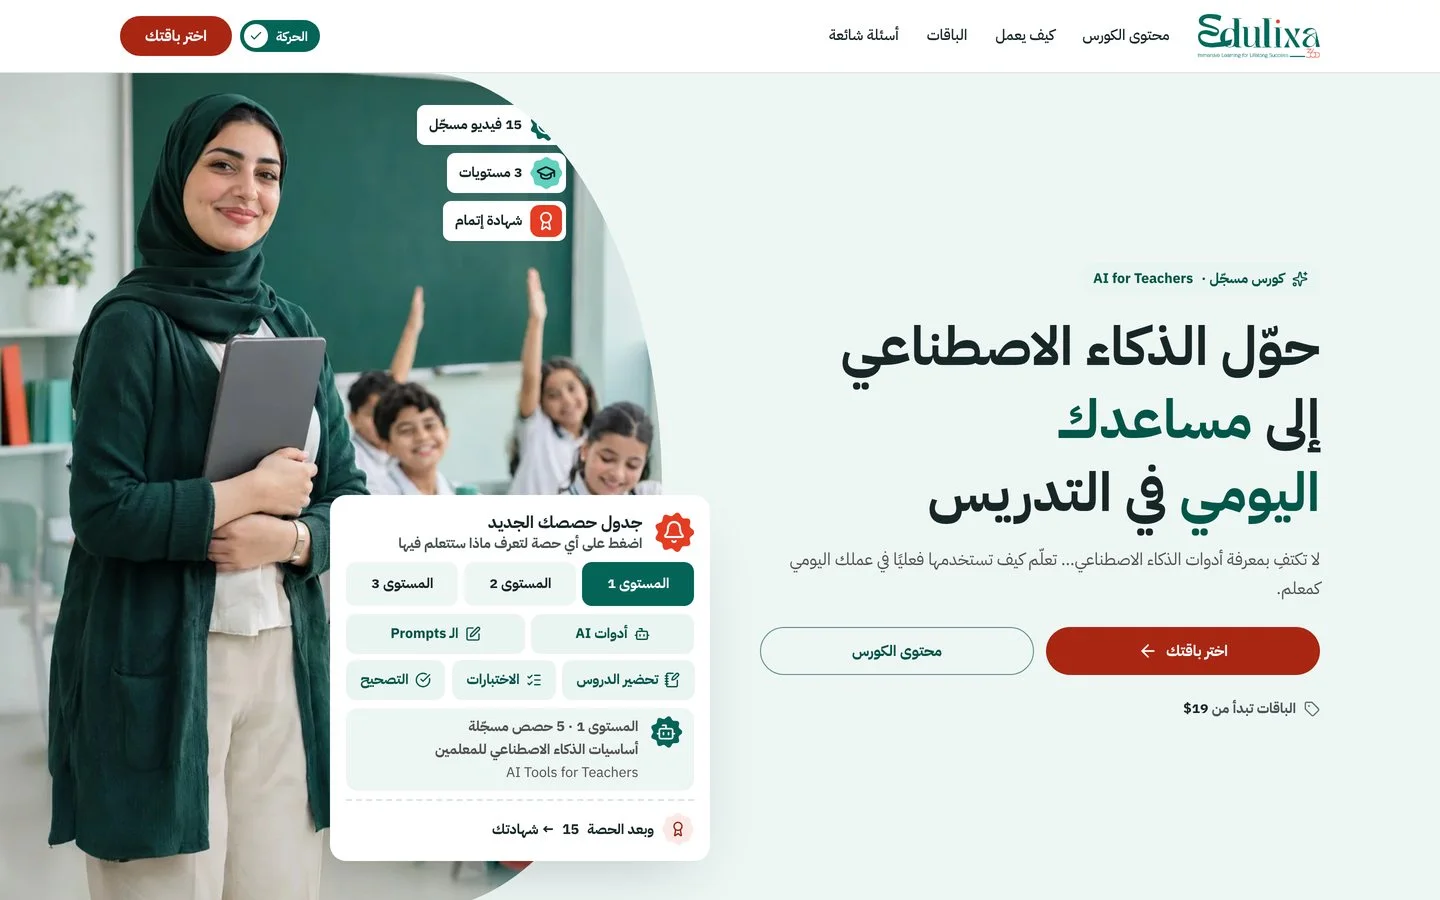 Edulixa
Immersive Learning for Lifelong Success
360
محتوى الكورس
كيف يعمل
الباقات
أسئلة شائعة
الحركة
اختر باقتك
كورس مسجّل · AI for Teachers
حوّل الذكاء الاصطناعي
إلى مساعدك
اليومي في التدريس
لا تكتفِ بمعرفة أدوات الذكاء الاصطناعي... تعلّم كيف تستخدمها فعليًا في عملك اليومي
كمعلم.
اختر باقتك
محتوى الكورس
الباقات تبدأ من 19$
15 فيديو مسجّل
3 مستويات
شهادة إتمام
جدول حصصك الجديد
اضغط على أي حصة لتعرف ماذا ستتعلم فيها
المستوى 1
المستوى 2
المستوى 3
أدوات AI
الـ Prompts
تحضير الدروس
الاختبارات
التصحيح
المستوى 1 · 5 حصص مسجّلة
أساسيات الذكاء الاصطناعي للمعلمين
AI Tools for Teachers
وبعد الحصة 15 ← شهادتك